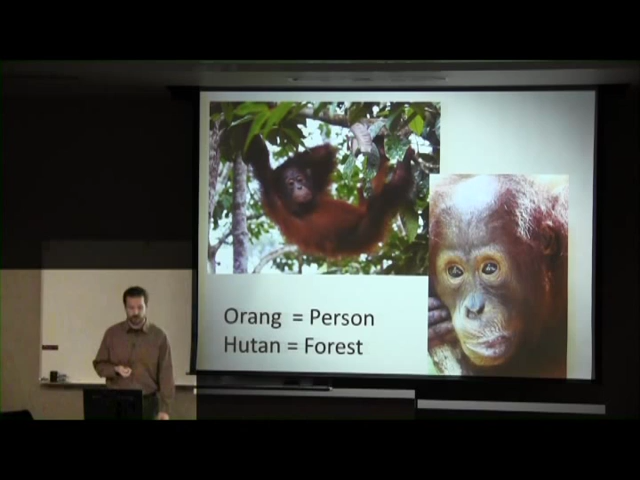 Orang = Person
Hutan = Forest